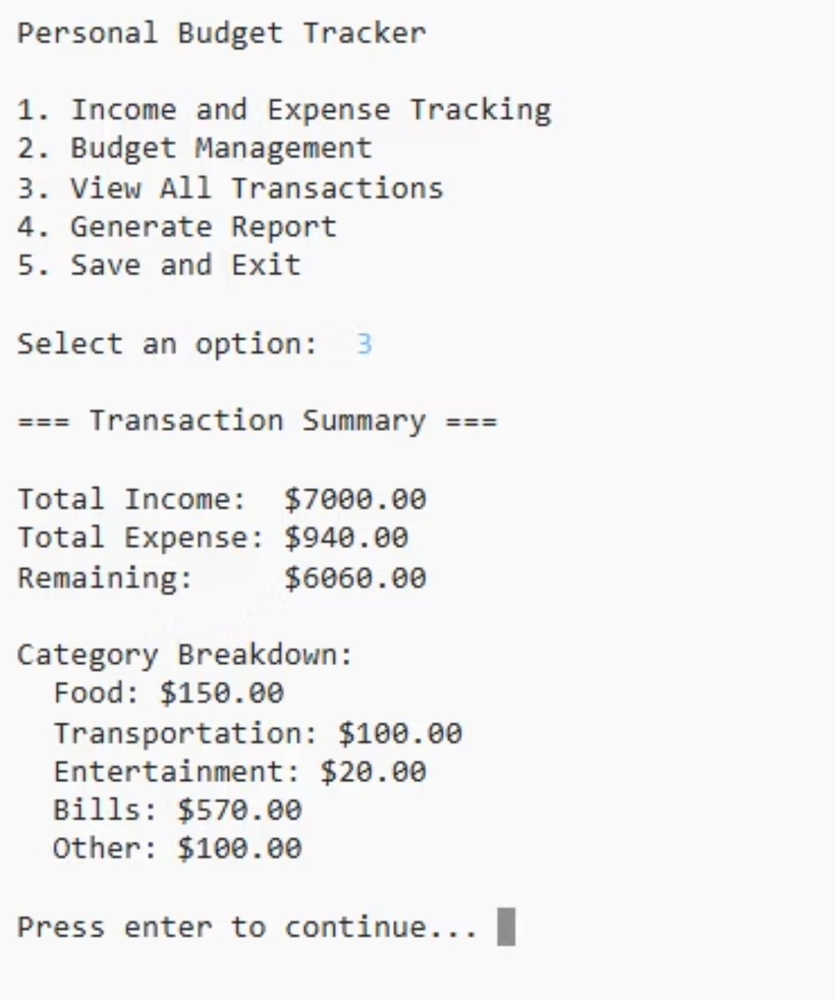 Personal Budget Tracker
1. Income and Expense Tracking
2. Budget Management
3. View All Transactions
4. Generate Report
5. Save and Exit
Select an option:  3
=== Transaction Summary ===
Total Income:  $7000.00
Total Expense: $940.00
Remaining:     $6060.00
Category Breakdown:
  Food: $150.00
  Transportation: $100.00
  Entertainment: $20.00
  Bills: $570.00
  Other: $100.00
Press enter to continue...